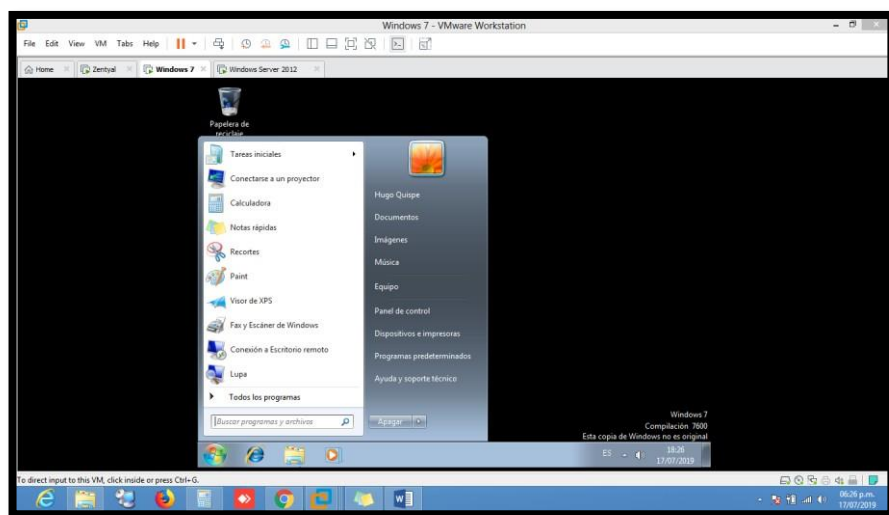 Windows 7 - VMware Workstation
File Edit View VM Tabs Help
Home Zentyal Windows 7 Windows Server 2012
Papelera de
reciclaje
Tareas iniciales
Conectarse a un proyector
Calculadora
Notas rápidas
Recortes
Paint
Visor de XPS
Fax y Escáner de Windows
Conexión a Escritorio remoto
Lupa
Todos los programas
Buscar programas y archivos
Hugo Quispe
Documentos
Imágenes
Música
Equipo
Panel de control
Dispositivos e impresoras
Programas predeterminados
Ayuda y soporte técnico
Apagar
Windows 7
Compilación 7600
Esta copia de Windows no es original
ES
18:26
17/07/2019
To direct input to this VM, click inside or press Ctrl+G.
06:26 p.m.
17/07/2019